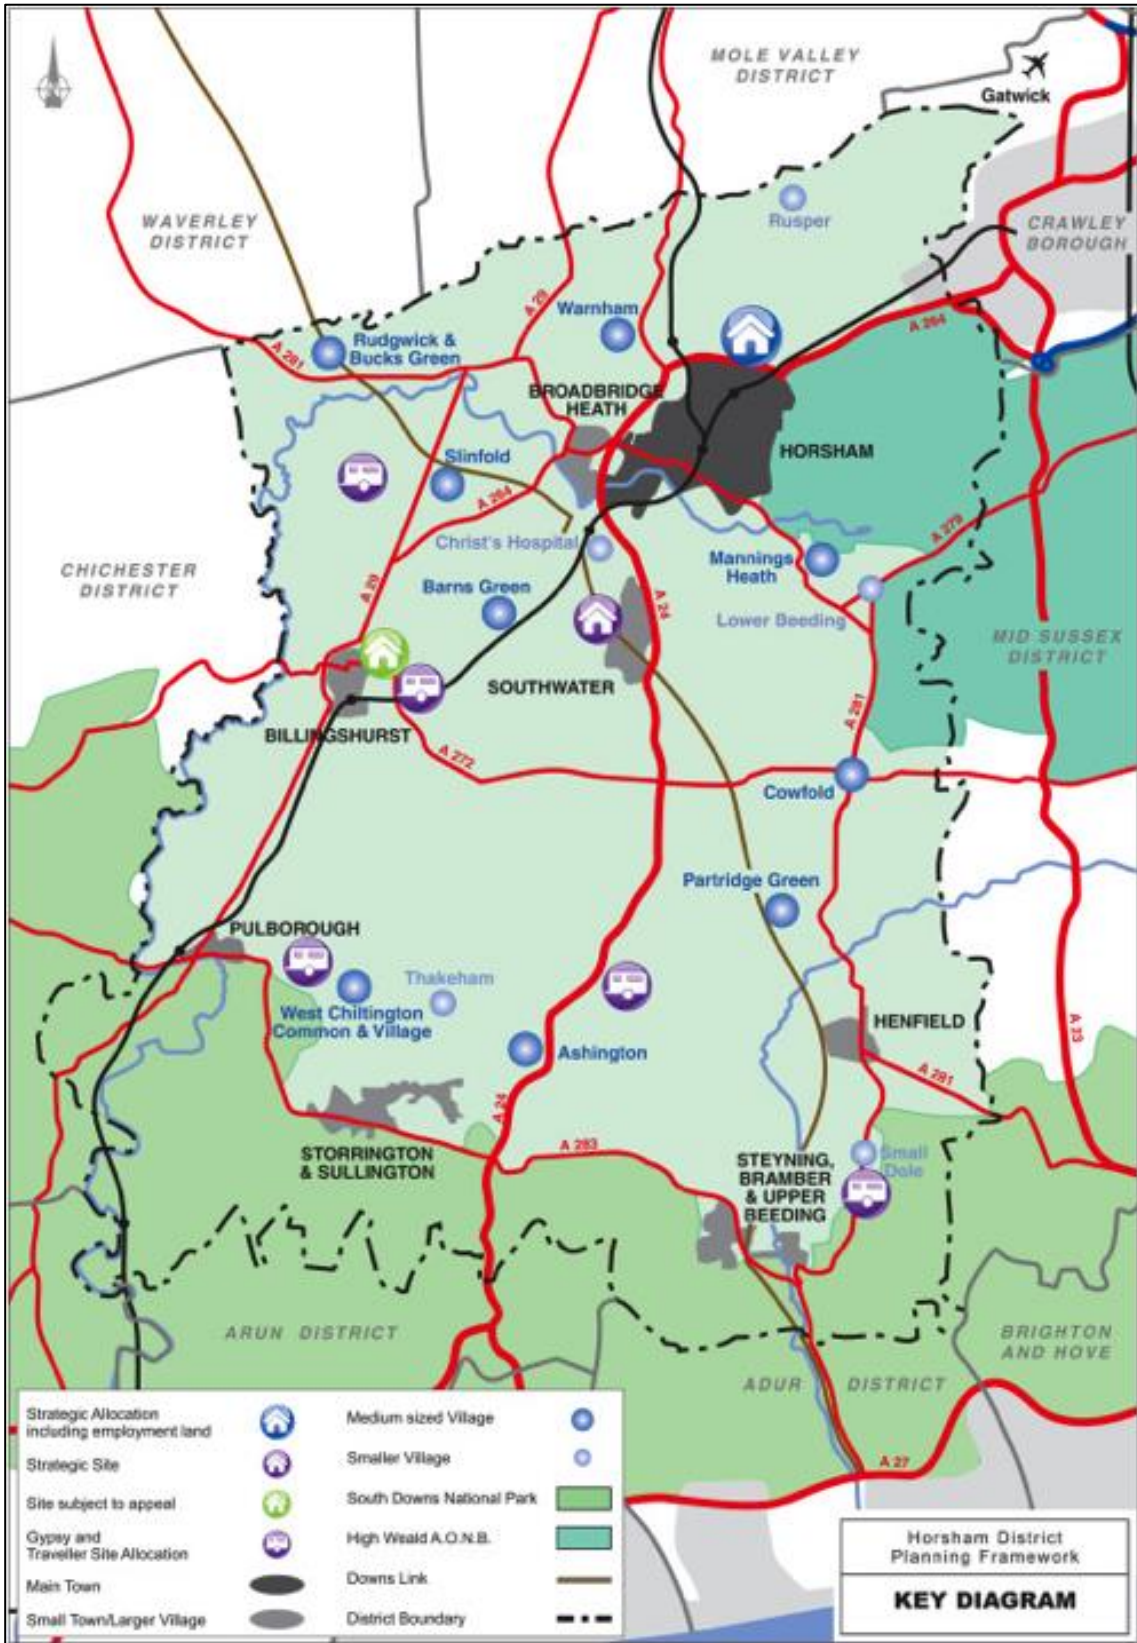 MOLE VALLEY
DISTRICT
Gatwick
WAVERLEY
DISTRICT
Rusper
CRAWLEY
BOROUGH
A 29
Warnham
A 264
Rudgwick &
Bucks Green
A 281
BROADBRIDGE
HEATH
HORSHAM
Slinfold
A 264
Christ's Hospital
A 279
Mannings
Heath
CHICHESTER
DISTRICT
A 29
Barns Green
A 24
Lower Beeding
MID SUSSEX
DISTRICT
SOUTHWATER
A 281
BILLINGSHURST
A 272
Cowfold
Partridge Green
PULBOROUGH
Thakeham
West Chiltington
Common & Village
HENFIELD
A 23
Ashington
A 281
A 24
A 283
STORRINGTON
& SULLINGTON
STEYNING,
BRAMBER
& UPPER
BEEDING
Small
Dole
ARUN DISTRICT
BRIGHTON
AND HOVE
ADUR DISTRICT
A 27
Strategic Allocation
including employment land
Strategic Site
Site subject to appeal
Gypsy and
Traveller Site Allocation
Main Town
Small Town/Larger Village
Medium sized Village
Smaller Village
South Downs National Park
High Weald A.O.N.B.
Downs Link
District Boundary
Horsham District
Planning Framework
KEY DIAGRAM